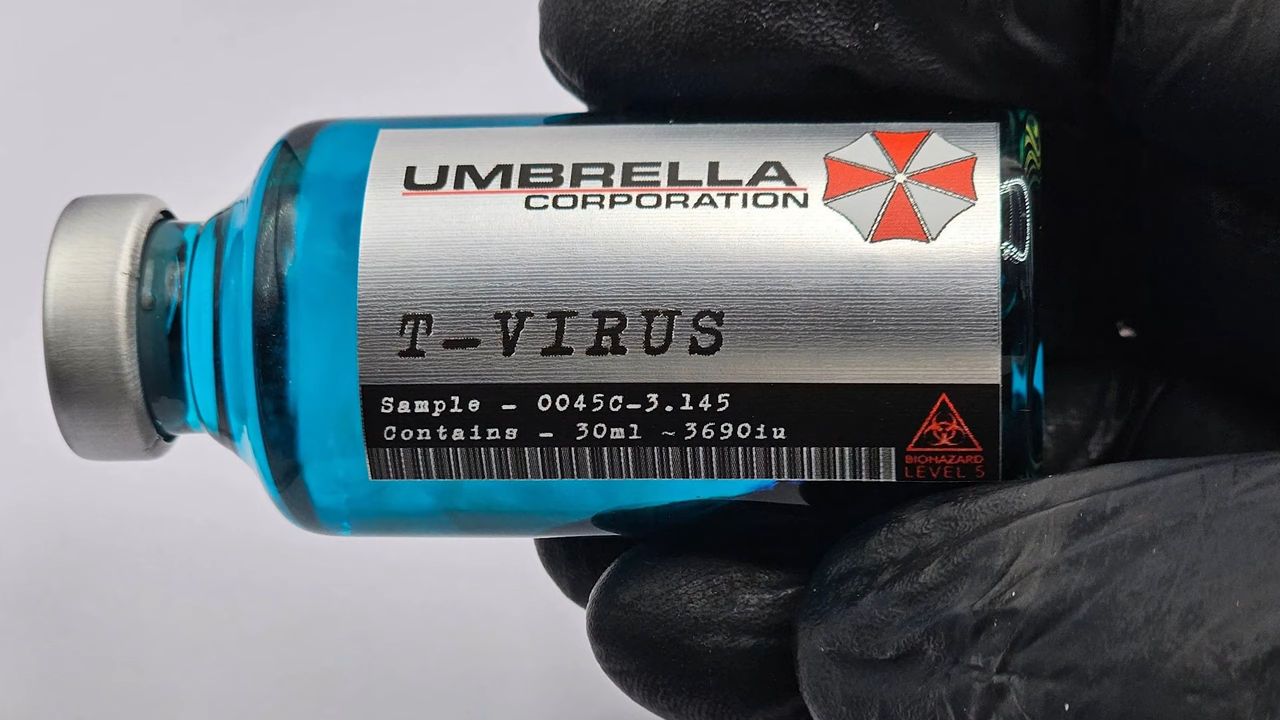 UMBRELLA
CORPORATION
T-VIRUS
Sample - 0045C-3.145
Contains - 30ml ~3690iu
BIOHAZARD
LEVEL 5